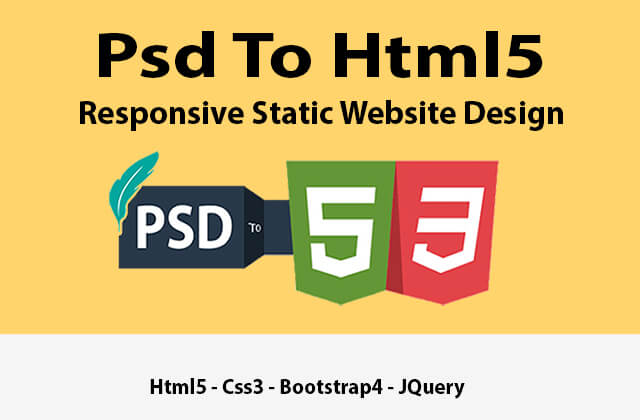 Psd To Html5
Responsive Static Website Design
PSD To 5 3
Html5 - Css3 - Bootstrap4 - JQuery